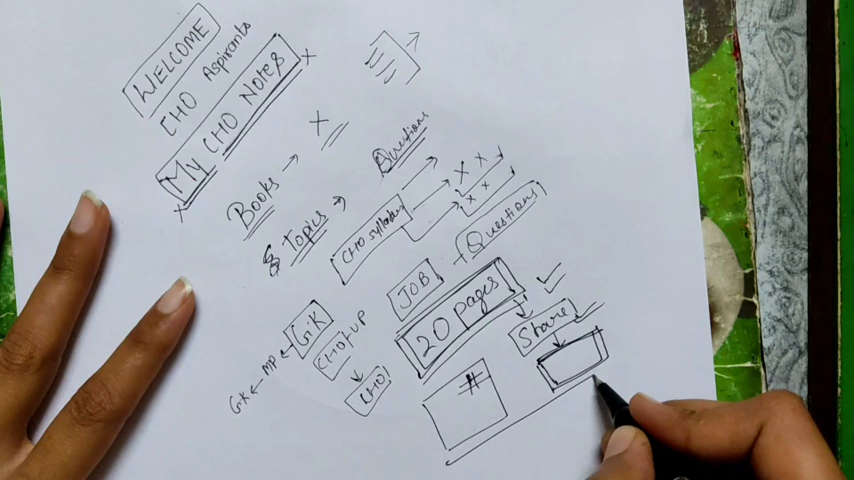 WELCOME
CHO Aspirants
My CHO Notes
Books → X
Topics → Questions
CHO syllabus
Questions
JOB
20 pages
Share
GK
CHO, UP
CHO
GK ← MP